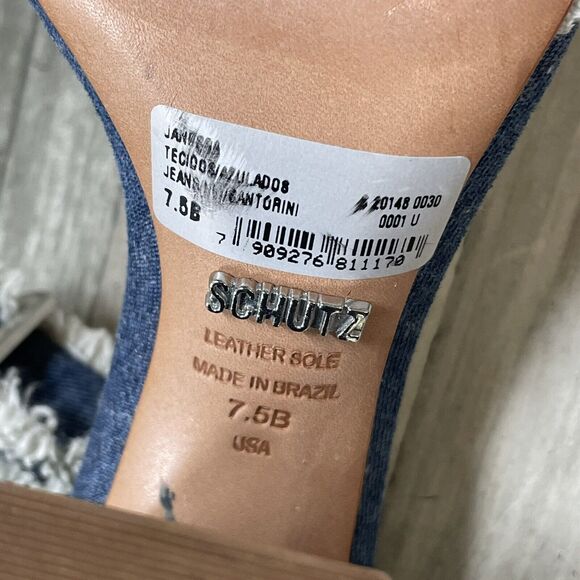 TECIDOS/AZULADOS
JEANS SANTORINI
7.5B
20148 0030
0001 U
7 909276 811170
SCHUTZ
LEATHER SOLE
MADE IN BRAZIL
7.5B
USA